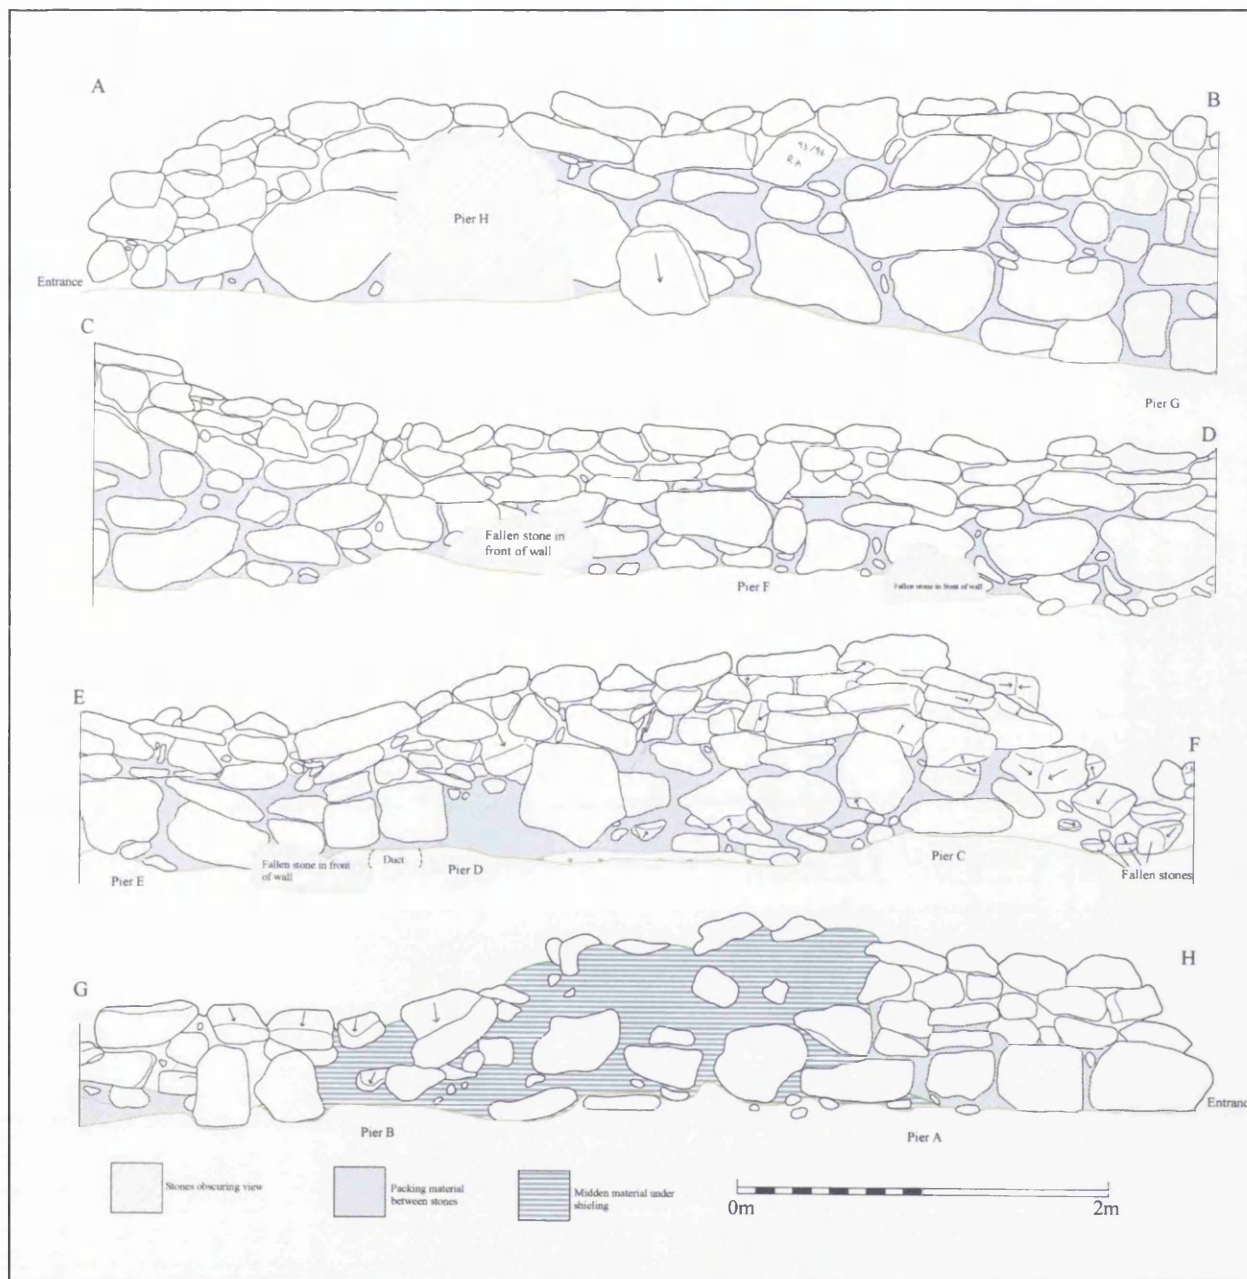 A
B
93/96
R.A
Pier H
Entrance
C
Pier G
D
Fallen stone in
front of wall
Pier F
Fallen stone in front of wall
E
F
Fallen stone in front
of wall
Duct
Pier E
Pier D
Pier C
Fallen stones
G
H
Entrance
Pier B
Pier A
Stones obscuring view
Packing material
between stones
Midden material under
shieling
0m
2m